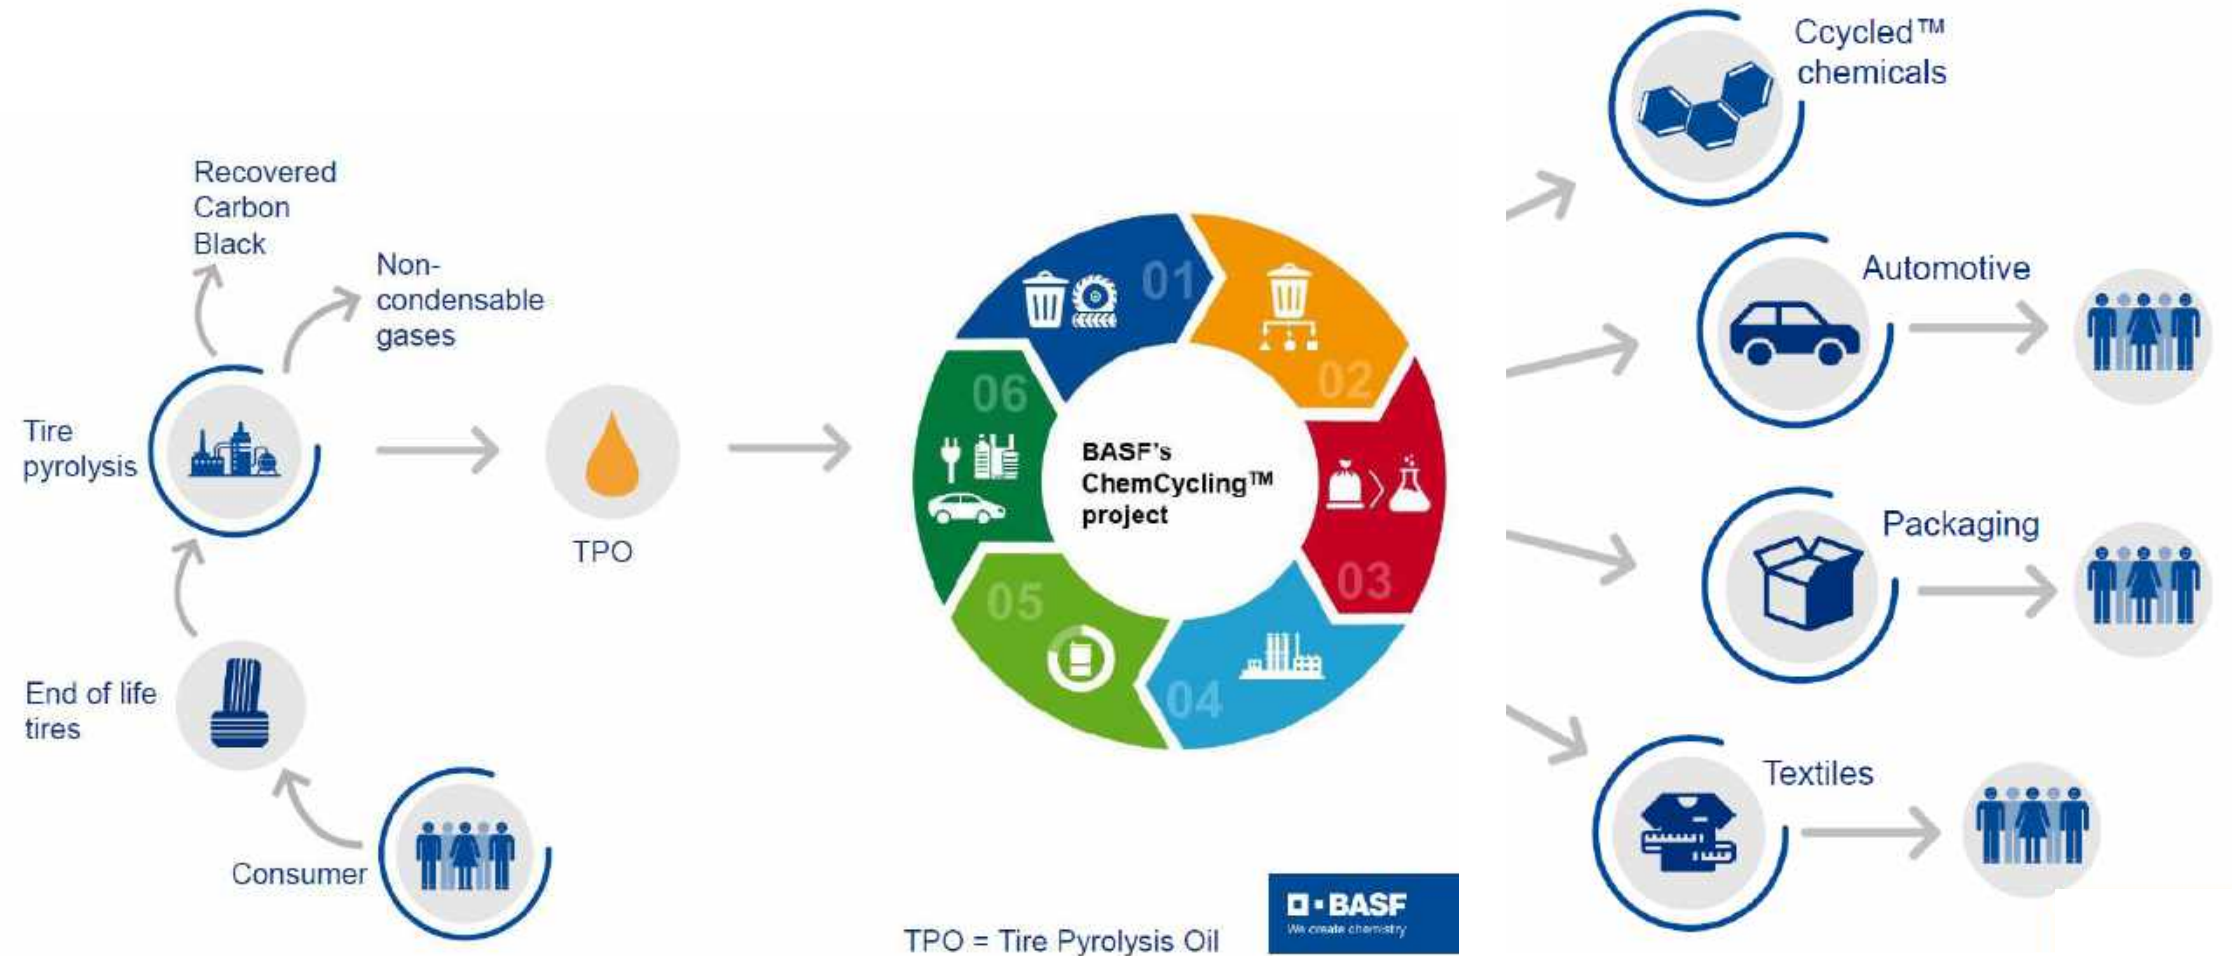 Recovered
Carbon
Black
Non-
condensable
gases
Tire
pyrolysis
TPO
End of life
tires
Consumer
01
02
03
04
05
06
BASF's
ChemCycling™
project
TPO = Tire Pyrolysis Oil
BASF
We create chemistry
Ccycled™
chemicals
Automotive
Packaging
Textiles